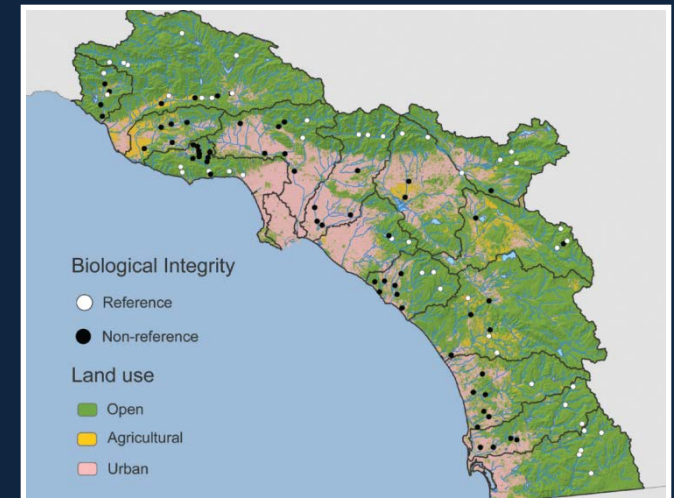 Biological Integrity
Reference
Non-reference
Land use
Open
Agricultural
Urban